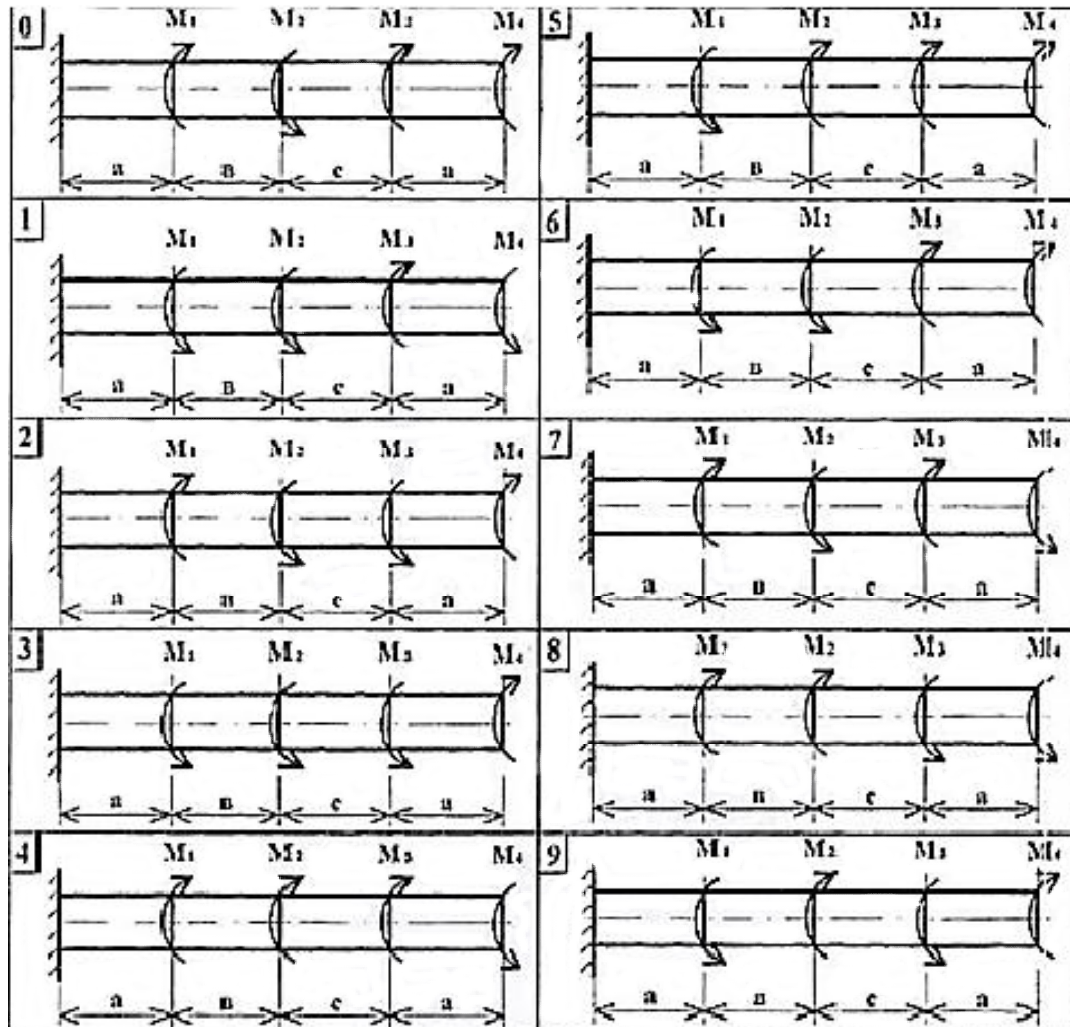 0 M₁ M₂ M₃ M₄
a в c a
5 M₁ M₂ M₃ M₄
a в c a
1 M₁ M₂ M₃ M₄
a в c a
6 M₁ M₂ M₃ M₄
a в c a
2 M₁ M₂ M₃ M₄
a в c a
7 M₁ M₂ M₃ M₄
a в c a
3 M₁ M₂ M₃ M₄
a в c a
8 M₁ M₂ M₃ M₄
a в c a
4 M₁ M₂ M₃ M₄
a в c a
9 M₁ M₂ M₃ M₄
a в c a